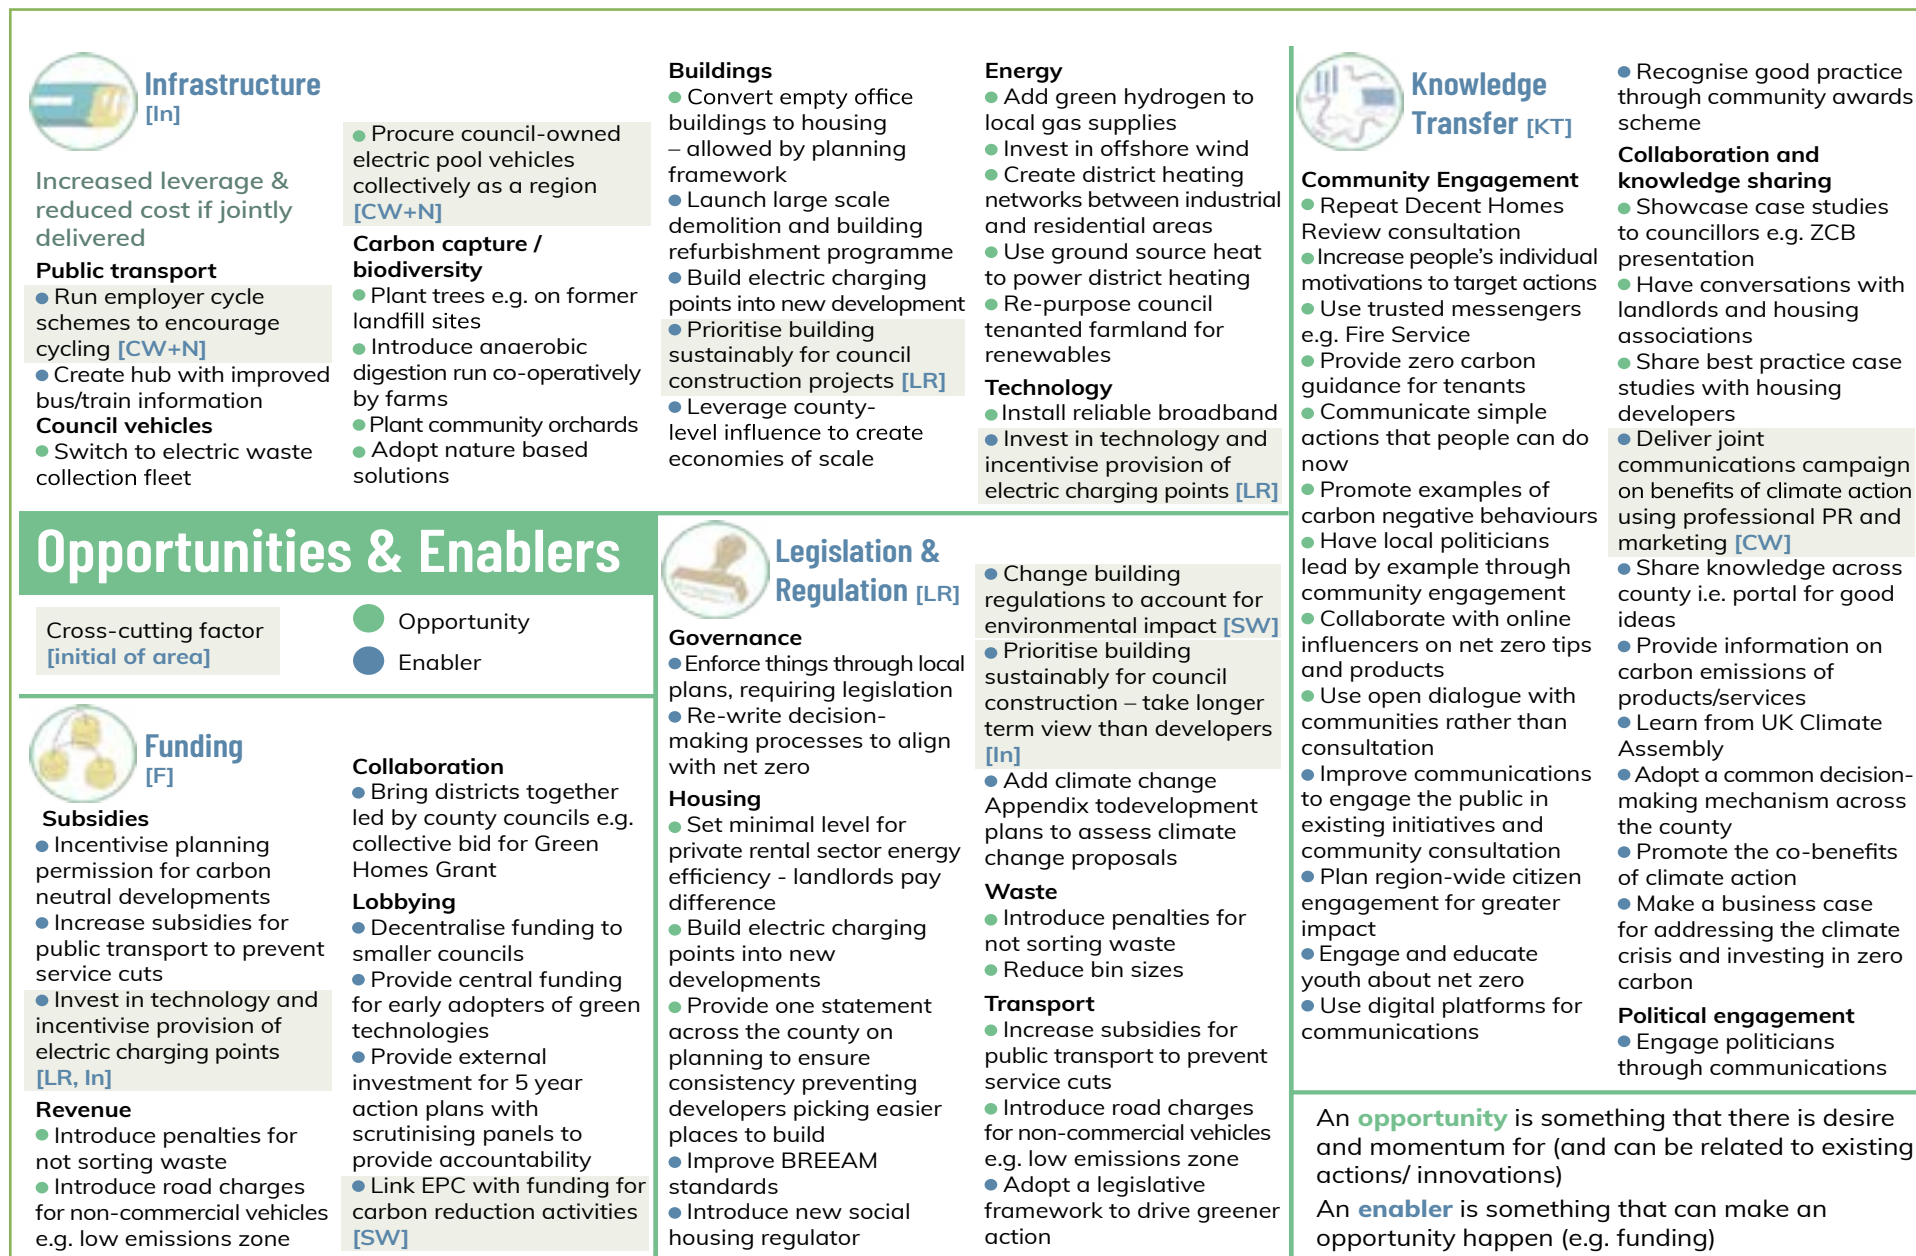 Infrastructure
[In]
Increased leverage &
reduced cost if jointly
delivered
Public transport
● Run employer cycle
schemes to encourage
cycling [CW+N]
● Create hub with improved
bus/train information
Council vehicles
● Switch to electric waste
collection fleet
● Procure council-owned
electric pool vehicles
collectively as a region
[CW+N]
Carbon capture /
biodiversity
● Plant trees e.g. on former
landfill sites
● Introduce anaerobic
digestion run co-operatively
by farms
● Plant community orchards
● Adopt nature based
solutions
Buildings
● Convert empty office
buildings to housing
– allowed by planning
framework
● Launch large scale
demolition and building
refurbishment programme
● Build electric charging
points into new development
● Prioritise building
sustainably for council
construction projects [LR]
● Leverage county-
level influence to create
economies of scale
Energy
● Add green hydrogen to
local gas supplies
● Invest in offshore wind
● Create district heating
networks between industrial
and residential areas
● Use ground source heat
to power district heating
● Re-purpose council
tenanted farmland for
renewables
Technology
● Install reliable broadband
● Invest in technology and
incentivise provision of
electric charging points [LR]
Opportunities & Enablers
Cross-cutting factor
[initial of area]
Opportunity
Enabler
Funding
[F]
Subsidies
● Incentivise planning
permission for carbon
neutral developments
● Increase subsidies for
public transport to prevent
service cuts
● Invest in technology and
incentivise provision of
electric charging points
[LR, In]
Revenue
● Introduce penalties for
not sorting waste
● Introduce road charges
for non-commercial vehicles
e.g. low emissions zone
Collaboration
● Bring districts together
led by county councils e.g.
collective bid for Green
Homes Grant
Lobbying
● Decentralise funding to
smaller councils
● Provide central funding
for early adopters of green
technologies
● Provide external
investment for 5 year
action plans with
scrutinising panels to
provide accountability
● Link EPC with funding for
carbon reduction activities
[SW]
Legislation &
Regulation [LR]
Governance
● Enforce things through local
plans, requiring legislation
● Re-write decision-
making processes to align
with net zero
Housing
● Set minimal level for
private rental sector energy
efficiency - landlords pay
difference
● Build electric charging
points into new
developments
● Provide one statement
across the county on
planning to ensure
consistency preventing
developers picking easier
places to build
● Improve BREEAM
standards
● Introduce new social
housing regulator
● Change building
regulations to account for
environmental impact [SW]
● Prioritise building
sustainably for council
construction – take longer
term view than developers
[In]
● Add climate change
Appendix todevelopment
plans to assess climate
change proposals
Waste
● Introduce penalties for
not sorting waste
● Reduce bin sizes
Transport
● Increase subsidies for
public transport to prevent
service cuts
● Introduce road charges
for non-commercial vehicles
e.g. low emissions zone
● Adopt a legislative
framework to drive greener
action
Knowledge
Transfer [KT]
Community Engagement
● Repeat Decent Homes
Review consultation
● Increase people's individual
motivations to target actions
● Use trusted messengers
e.g. Fire Service
● Provide zero carbon
guidance for tenants
● Communicate simple
actions that people can do
now
● Promote examples of
carbon negative behaviours
● Have local politicians
lead by example through
community engagement
● Collaborate with online
influencers on net zero tips
and products
● Use open dialogue with
communities rather than
consultation
● Improve communications
to engage the public in
existing initiatives and
community consultation
● Plan region-wide citizen
engagement for greater
impact
● Engage and educate
youth about net zero
● Use digital platforms for
communications
● Recognise good practice
through community awards
scheme
Collaboration and
knowledge sharing
● Showcase case studies
to councillors e.g. ZCB
presentation
● Have conversations with
landlords and housing
associations
● Share best practice case
studies with housing
developers
● Deliver joint
communications campaign
on benefits of climate action
using professional PR and
marketing [CW]
● Share knowledge across
county i.e. portal for good
ideas
● Provide information on
carbon emissions of
products/services
● Learn from UK Climate
Assembly
● Adopt a common decision-
making mechanism across
the county
● Promote the co-benefits
of climate action
● Make a business case
for addressing the climate
crisis and investing in zero
carbon
Political engagement
● Engage politicians
through communications
An opportunity is something that there is desire
and momentum for (and can be related to existing
actions/ innovations)
An enabler is something that can make an
opportunity happen (e.g. funding)